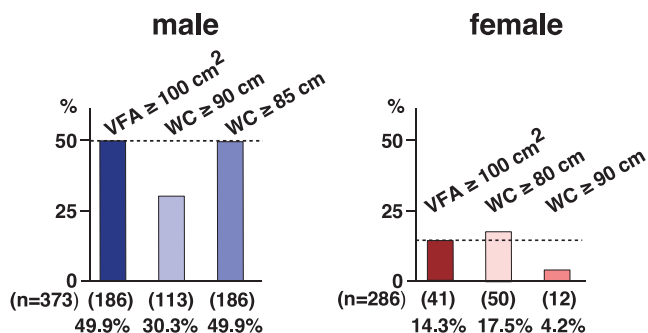 male
%
VFA ≥ 100 cm²
WC ≥ 90 cm
WC ≥ 85 cm
50
25
0
(n=373) (186) (113) (186)
49.9% 30.3% 49.9%
female
%
VFA ≥ 100 cm²
WC ≥ 80 cm
WC ≥ 90 cm
50
25
0
(n=286) (41) (50) (12)
14.3% 17.5% 4.2%